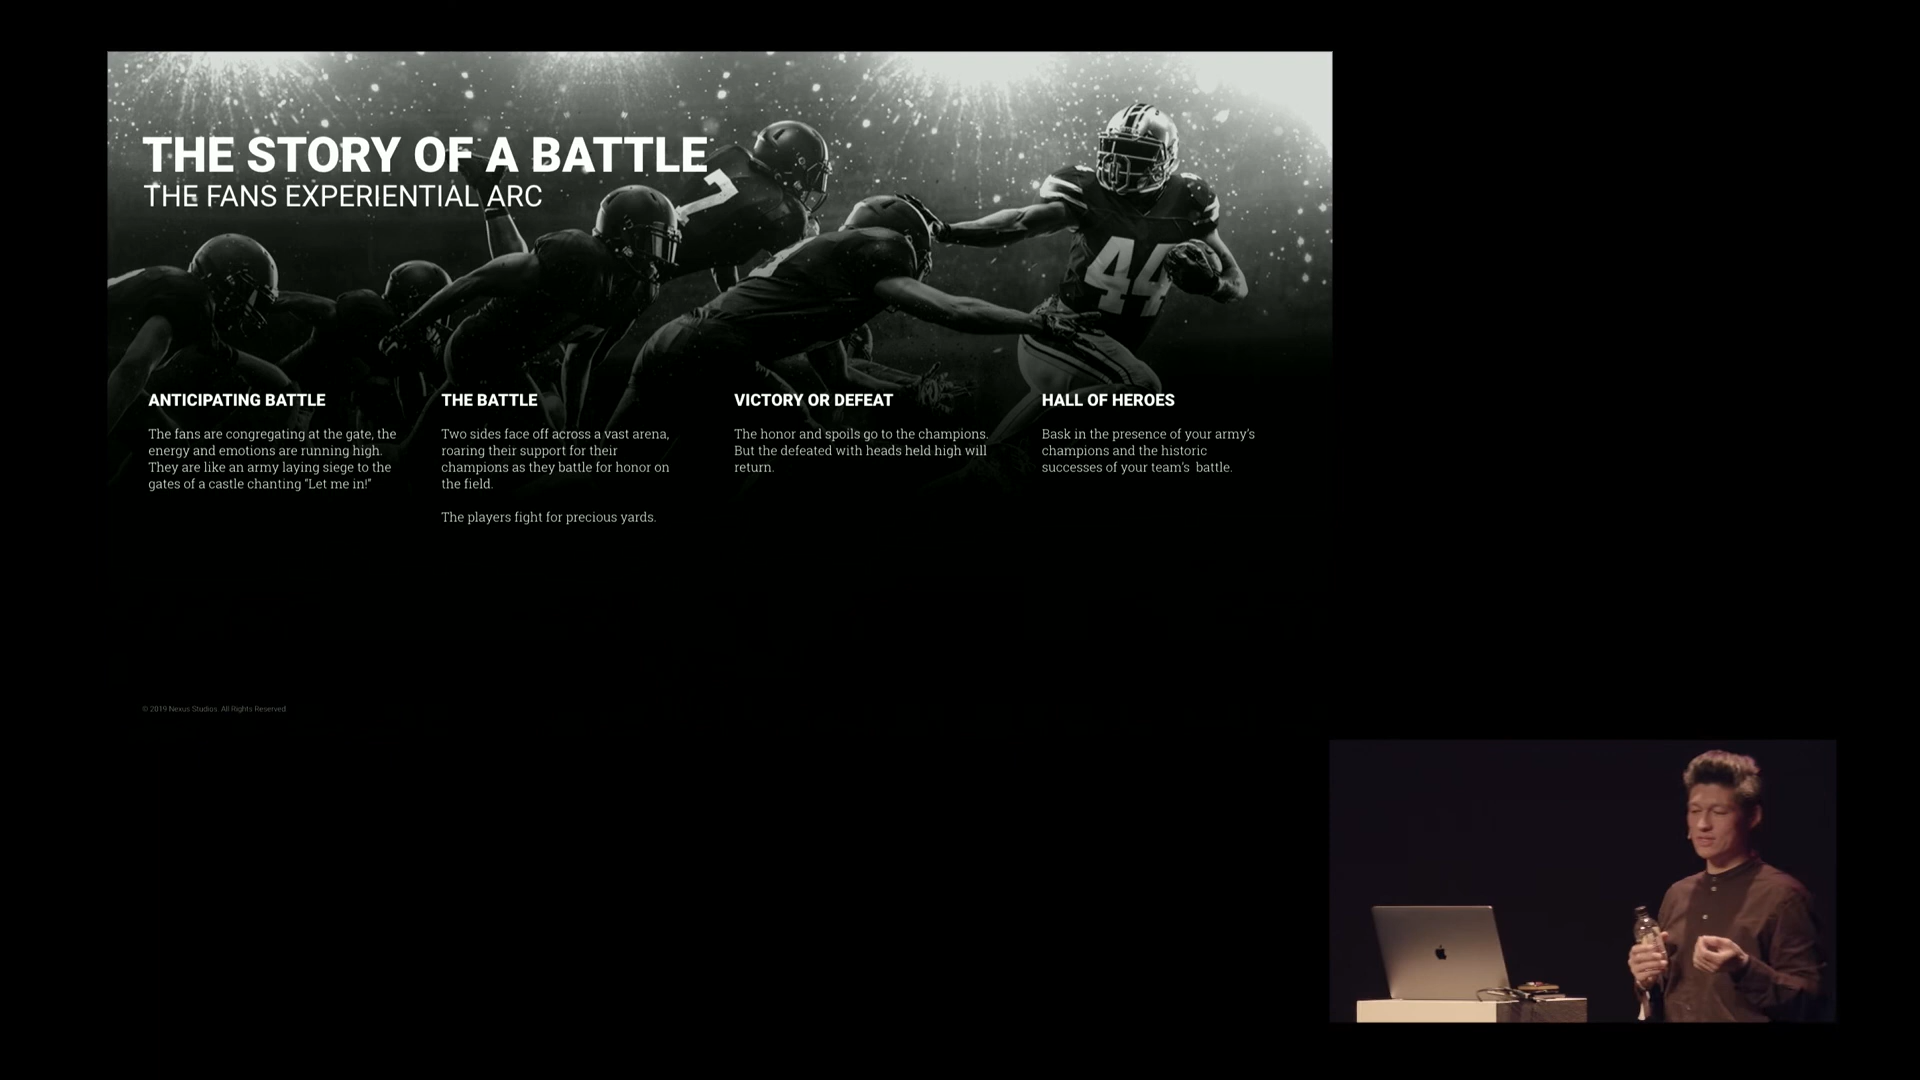 THE STORY OF A BATTLE
THE FANS EXPERIENTIAL ARC
7
44
ANTICIPATING BATTLE
The fans are congregating at the gate, the
energy and emotions are running high.
They are like an army laying siege to the
gates of a castle chanting “Let me in!”
THE BATTLE
Two sides face off across a vast arena,
roaring their support for their
champions as they battle for honor on
the field.
The players fight for precious yards.
VICTORY OR DEFEAT
The honor and spoils go to the champions.
But the defeated with heads held high will
return.
HALL OF HEROES
Bask in the presence of your army’s
champions and the historic
successes of your team’s  battle.
© 2019 Nexus Studios. All Rights Reserved.